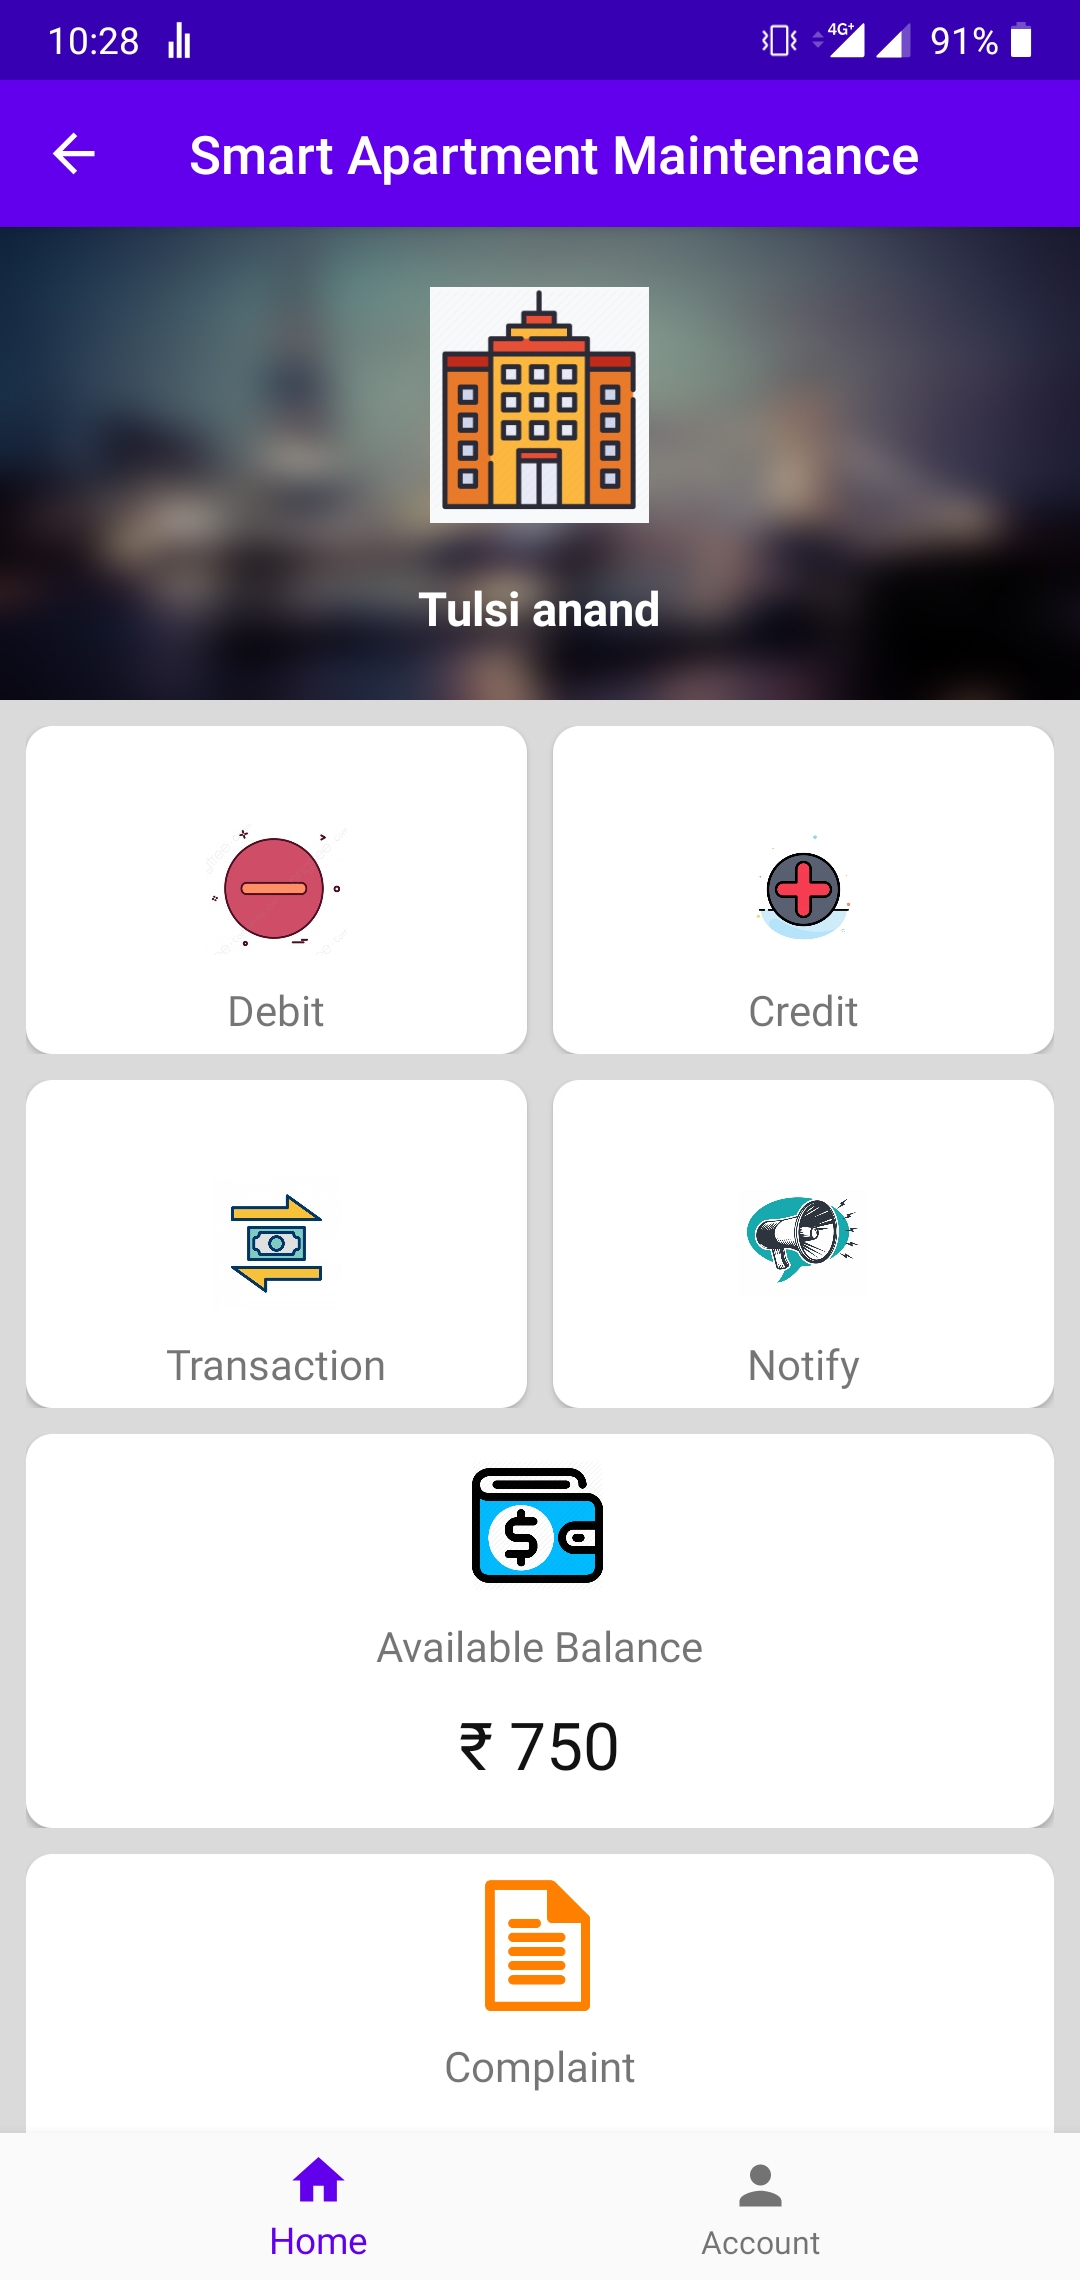 10:28
4G+
91%
Smart Apartment Maintenance
Tulsi anand
Debit
Credit
Transaction
Notify
$
Available Balance
₹ 750
Complaint
Home
Account